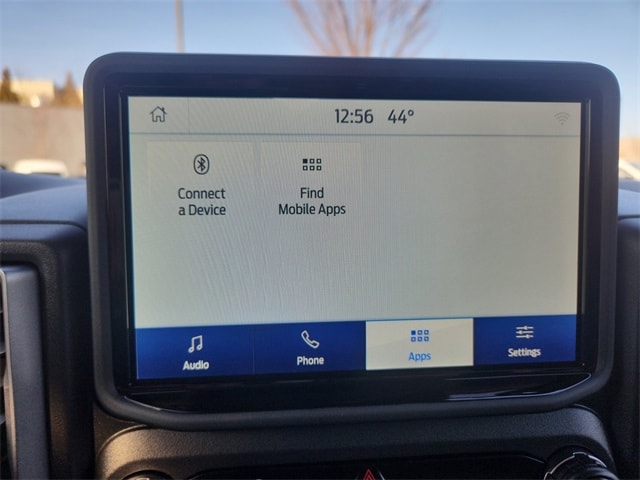 12:56 44°
Connect
a Device
Find
Mobile Apps
Audio
Phone
Apps
Settings